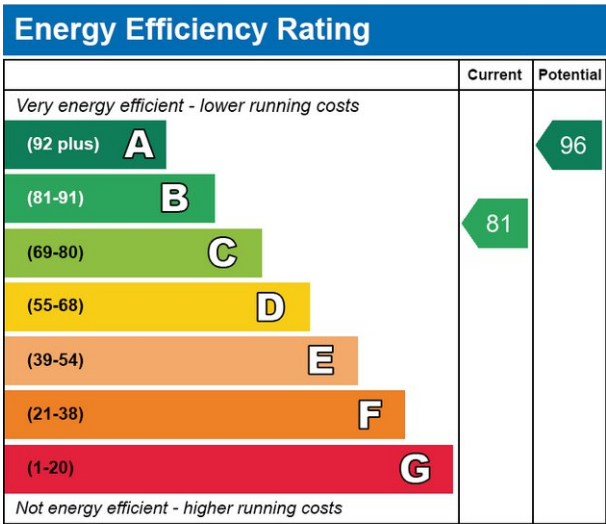 Energy Efficiency Rating
Current Potential
Very energy efficient - lower running costs
(92 plus) A
96
(81-91) B
81
(69-80) C
(55-68) D
(39-54) E
(21-38) F
(1-20) G
Not energy efficient - higher running costs